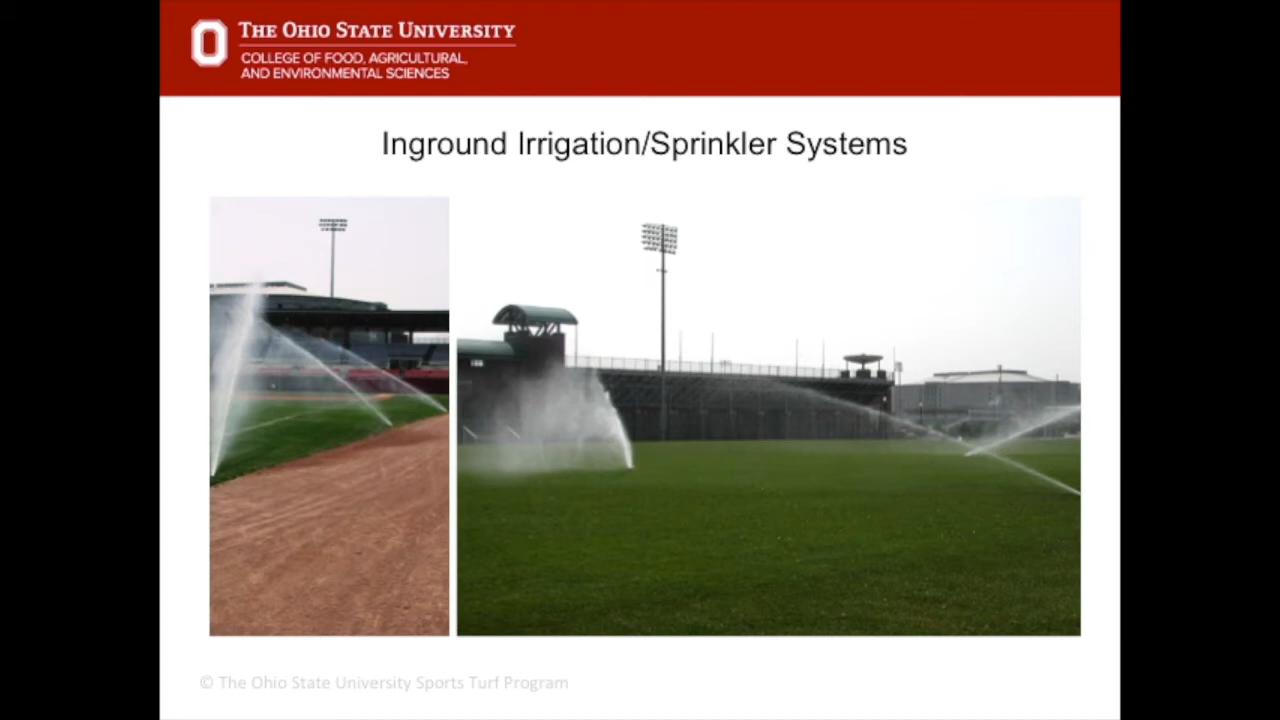 THE OHIO STATE UNIVERSITY
COLLEGE OF FOOD, AGRICULTURAL,
AND ENVIRONMENTAL SCIENCES
Inground Irrigation/Sprinkler Systems
© The Ohio State University Sports Turf Program